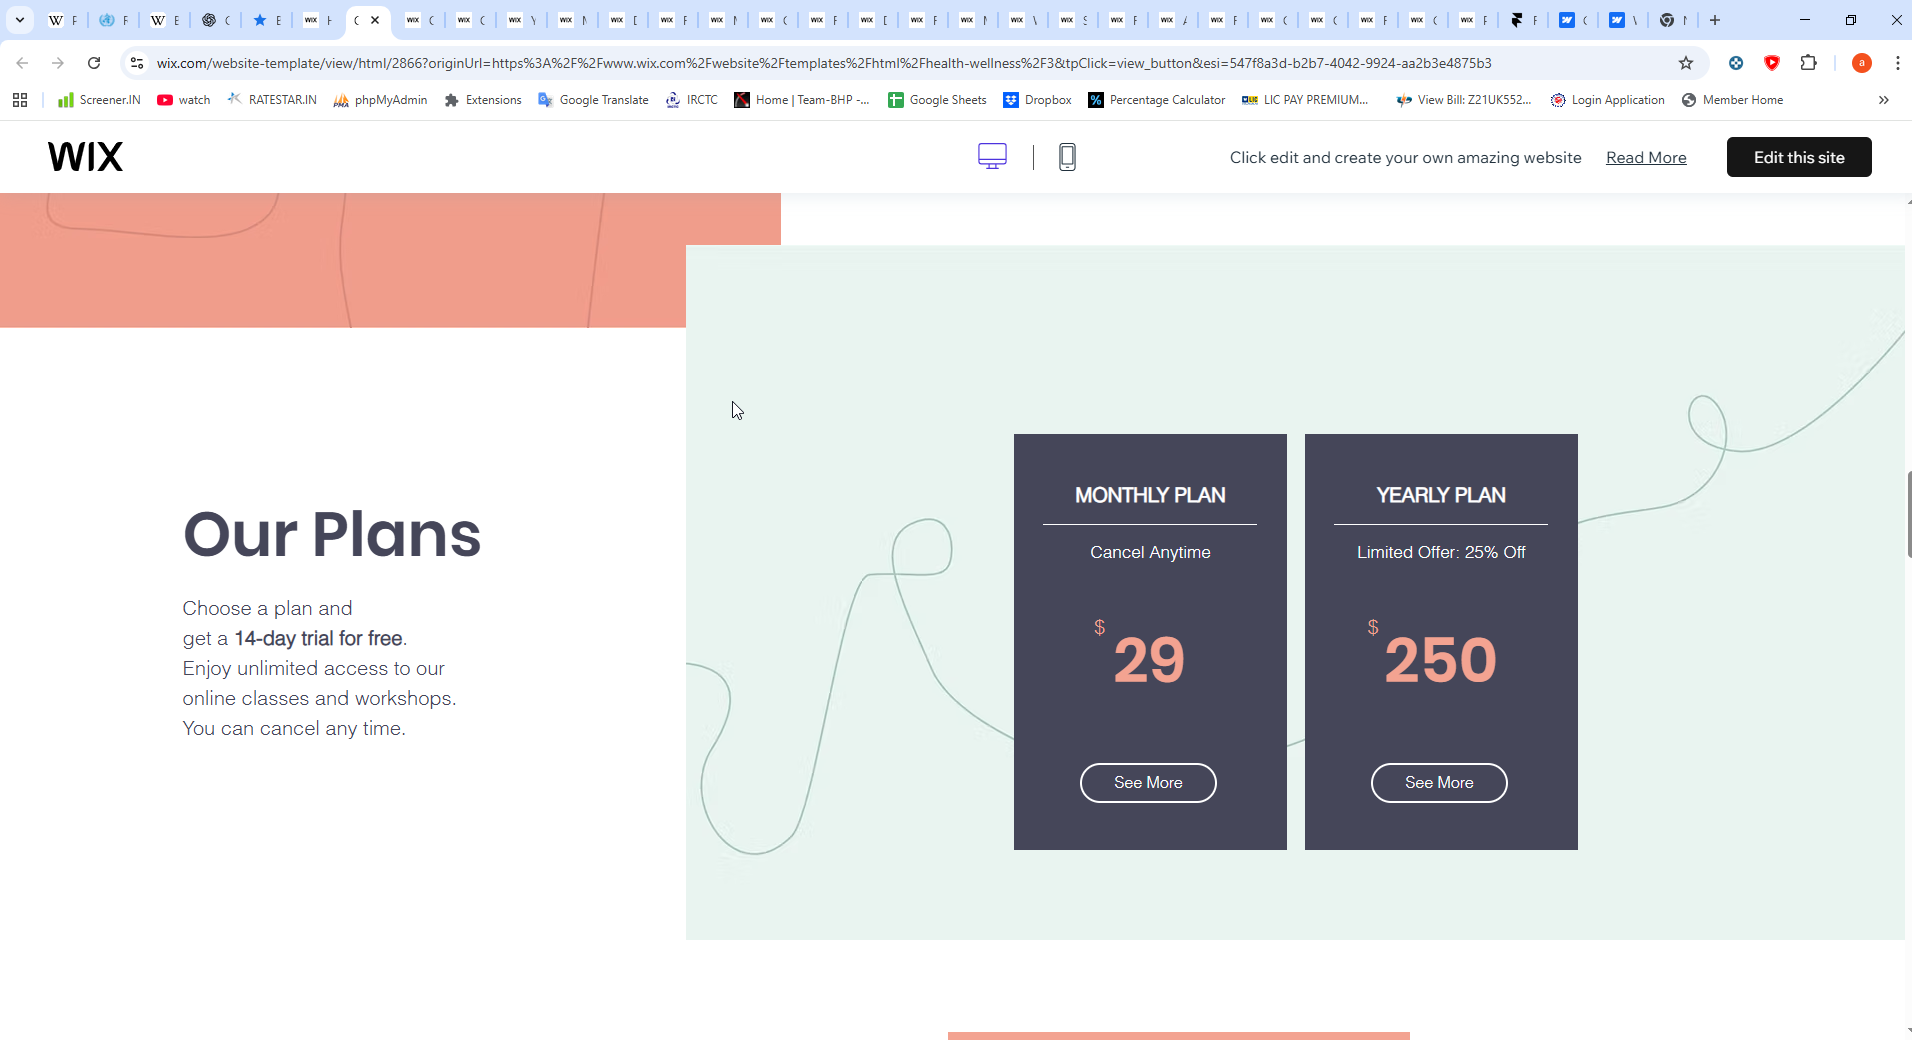 wix.com/website-template/view/html/2866?originUrl=https%3A%2F%2Fwww.wix.com%2Fwebsite%2Ftemplates%2Fhtml%2Fhealth-wellness%2F3&tpClick=view_button&esi=547f8a3d-b2b7-4042-9924-aa2b3e4875b3
a
Screener.IN watch RATESTAR.IN phpMyAdmin Extensions Google Translate IRCTC Home | Team-BHP -... Google Sheets Dropbox Percentage Calculator LIC PAY PREMIUM... View Bill: Z21UK552... Login Application Member Home
WIX
Click edit and create your own amazing website Read More Edit this site
Our Plans
Choose a plan and
get a 14-day trial for free.
Enjoy unlimited access to our
online classes and workshops.
You can cancel any time.
MONTHLY PLAN
Cancel Anytime
$
29
See More
YEARLY PLAN
Limited Offer: 25% Off
$
250
See More